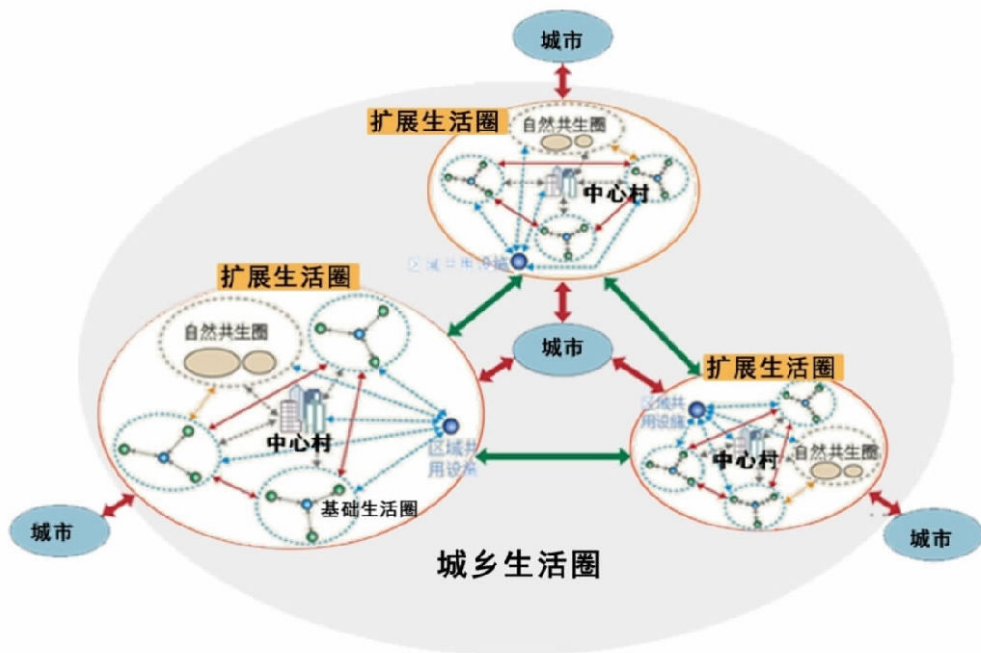 城市
扩展生活圈
自然共生圈
中心村
扩展生活圈
自然共生圈
城市
扩展生活圈
区域共
用设施
中心村
自然共生圈
中心村
区域共
用设施
基础生活圈
城市
城市
城乡生活圈